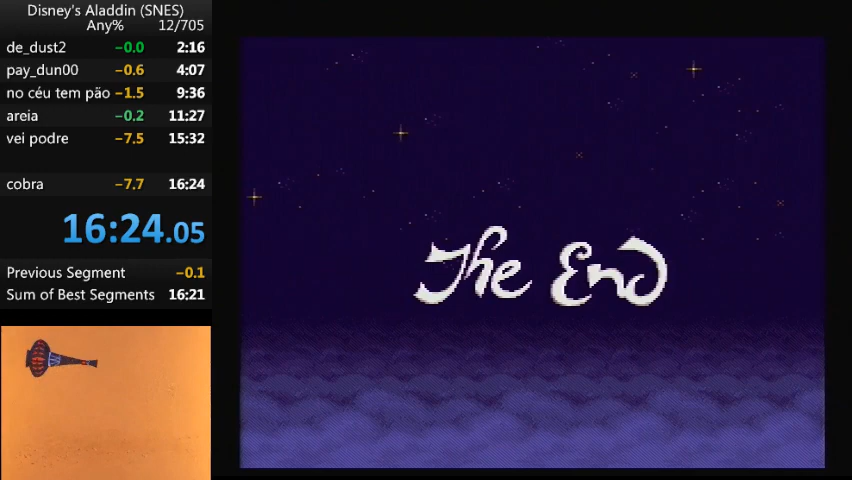 Disney's Aladdin (SNES)
Any% 12/705
de_dust2 −0.0 2:16
pay_dun00 −0.6 4:07
no céu tem pão −1.5 9:36
areia −0.2 11:27
vei podre −7.5 15:32
cobra −7.7 16:24
16:24.05
Previous Segment −0.1
Sum of Best Segments 16:21
The End